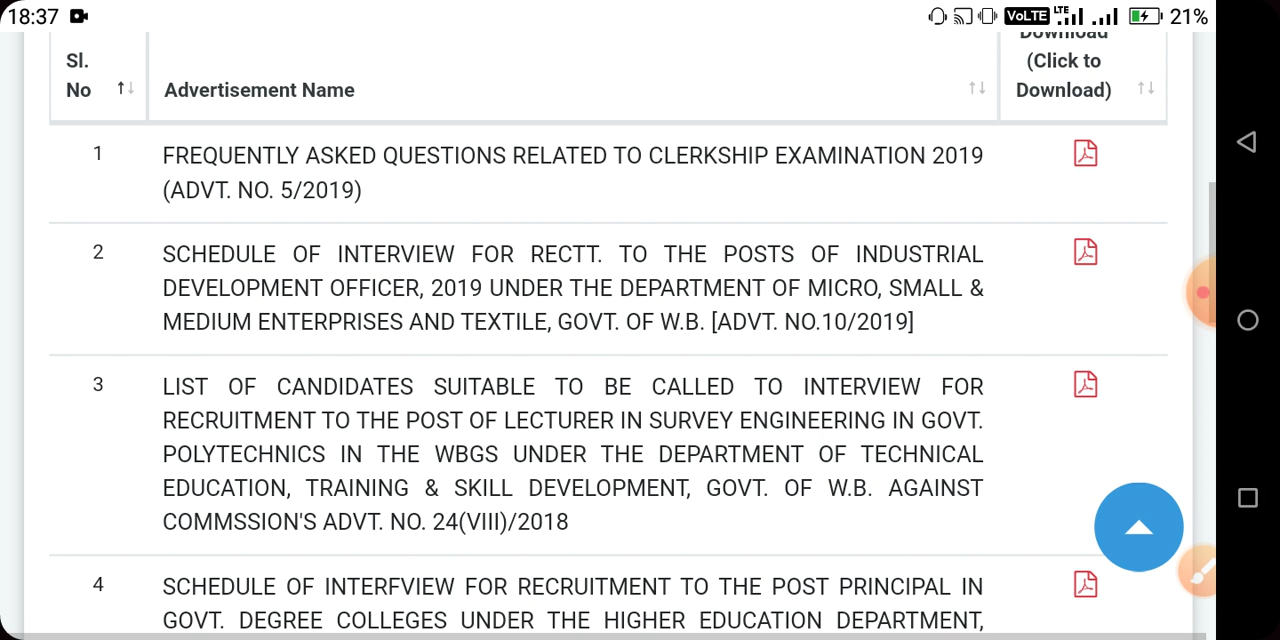 18:37
VoLTE LTE 21%
Download
Sl.
(Click to
No
Advertisement Name
Download)
1
FREQUENTLY ASKED QUESTIONS RELATED TO CLERKSHIP EXAMINATION 2019
(ADVT. NO. 5/2019)
2
SCHEDULE OF INTERVIEW FOR RECTT. TO THE POSTS OF INDUSTRIAL
DEVELOPMENT OFFICER, 2019 UNDER THE DEPARTMENT OF MICRO, SMALL &
MEDIUM ENTERPRISES AND TEXTILE, GOVT. OF W.B. [ADVT. NO.10/2019]
3
LIST OF CANDIDATES SUITABLE TO BE CALLED TO INTERVIEW FOR
RECRUITMENT TO THE POST OF LECTURER IN SURVEY ENGINEERING IN GOVT.
POLYTECHNICS IN THE WBGS UNDER THE DEPARTMENT OF TECHNICAL
EDUCATION, TRAINING & SKILL DEVELOPMENT, GOVT. OF W.B. AGAINST
COMMSSION'S ADVT. NO. 24(VIII)/2018
4
SCHEDULE OF INTERFVIEW FOR RECRUITMENT TO THE POST PRINCIPAL IN
GOVT. DEGREE COLLEGES UNDER THE HIGHER EDUCATION DEPARTMENT,